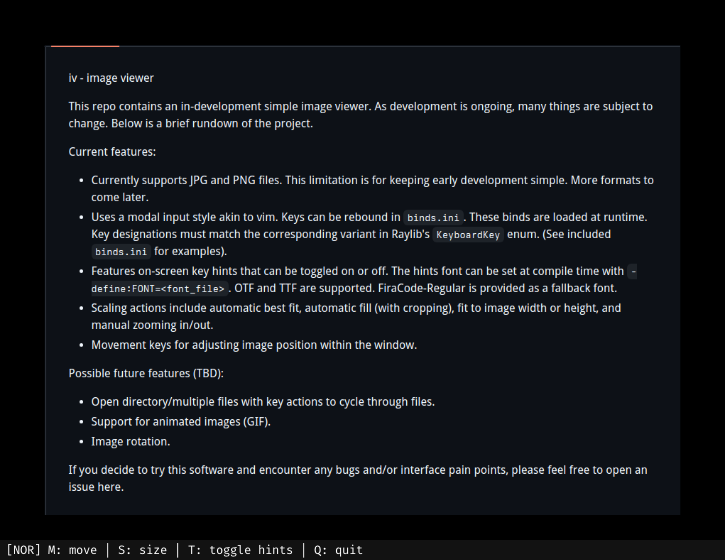 iv - image viewer
This repo contains an in-development simple image viewer. As development is ongoing, many things are subject to
change. Below is a brief rundown of the project.
Current features:
• Currently supports JPG and PNG files. This limitation is for keeping early development simple. More formats to
come later.
• Uses a modal input style akin to vim. Keys can be rebound in binds.ini. These binds are loaded at runtime.
Key designations must match the corresponding variant in Raylib's KeyboardKey enum. (See included
binds.ini for examples).
• Features on-screen key hints that can be toggled on or off. The hints font can be set at compile time with -
define:FONT=<font_file>. OTF and TTF are supported. FiraCode-Regular is provided as a fallback font.
• Scaling actions include automatic best fit, automatic fill (with cropping), fit to image width or height, and
manual zooming in/out.
• Movement keys for adjusting image position within the window.
Possible future features (TBD):
• Open directory/multiple files with key actions to cycle through files.
• Support for animated images (GIF).
• Image rotation.
If you decide to try this software and encounter any bugs and/or interface pain points, please feel free to open an
issue here.
[NOR] M: move | S: size | T: toggle hints | Q: quit